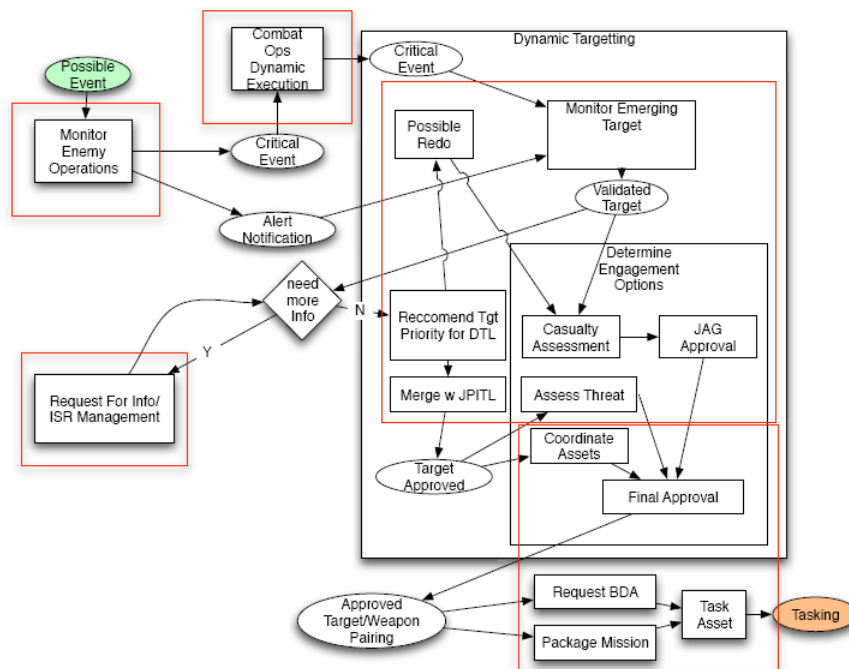 Dynamic Targetting
Possible
Event
Combat
Ops
Dynamic
Execution
Critical
Event
Monitor
Enemy
Operations
Critical
Event
Possible
Redo
Monitor Emerging
Target
Alert
Notification
Validated
Target
Determine
Engagement
Options
need
more
Info
N
Y
Reccomend Tgt
Priority for DTL
Casualty
Assessment
JAG
Approval
Request For Info/
ISR Management
Merge w JPITL
Assess Threat
Target
Approved
Coordinate
Assets
Final Approval
Approved
Target/Weapon
Pairing
Request BDA
Package Mission
Task
Asset
Tasking